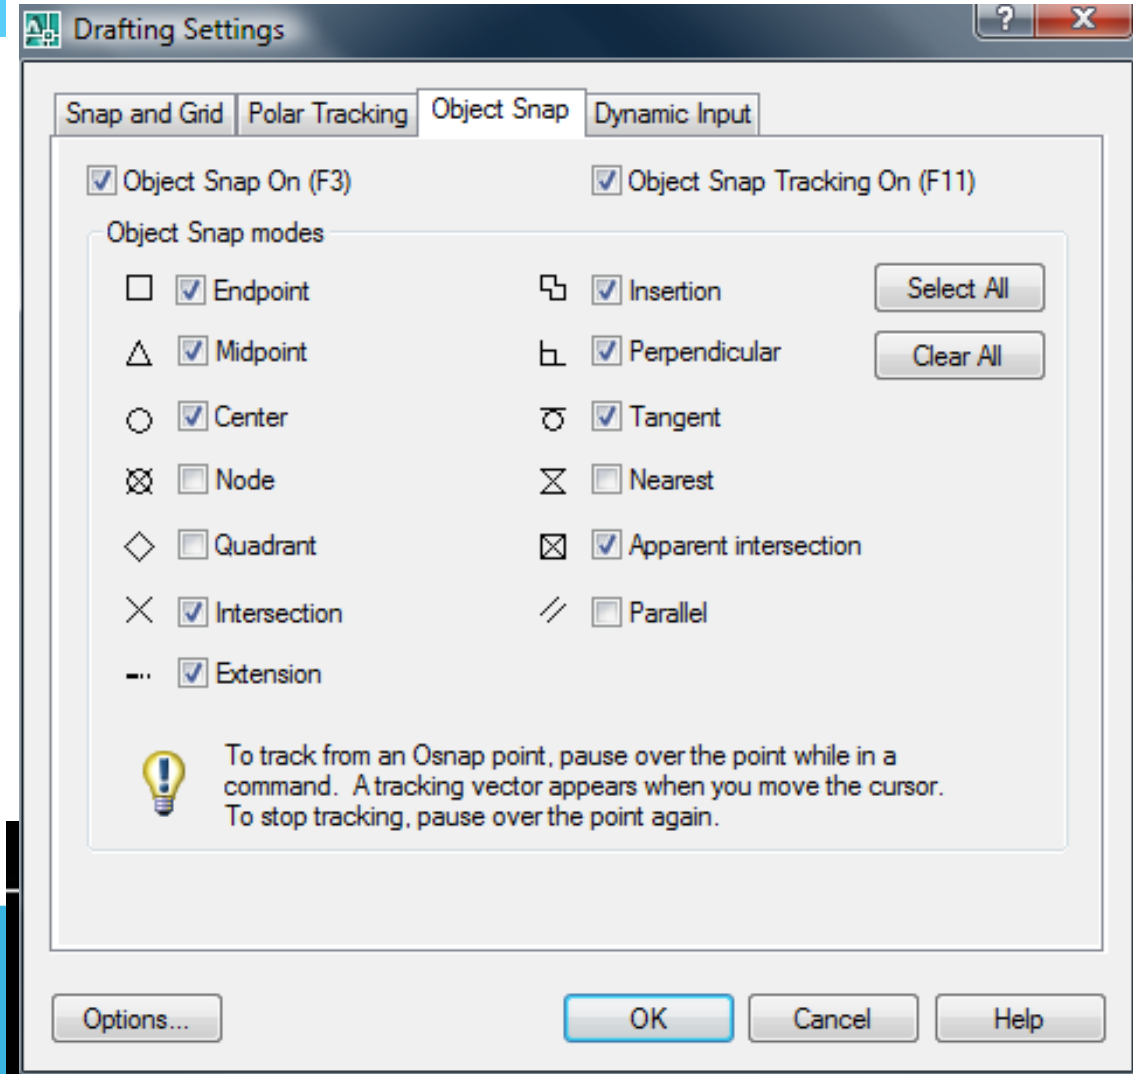 Drafting Settings
Snap and Grid
Polar Tracking
Object Snap
Dynamic Input
Object Snap On (F3)
Object Snap Tracking On (F11)
Object Snap modes
Endpoint
Midpoint
Center
Node
Quadrant
Intersection
Extension
Insertion
Perpendicular
Tangent
Nearest
Apparent intersection
Parallel
Select All
Clear All
To track from an Osnap point, pause over the point while in a
command. A tracking vector appears when you move the cursor.
To stop tracking, pause over the point again.
Options...
OK
Cancel
Help